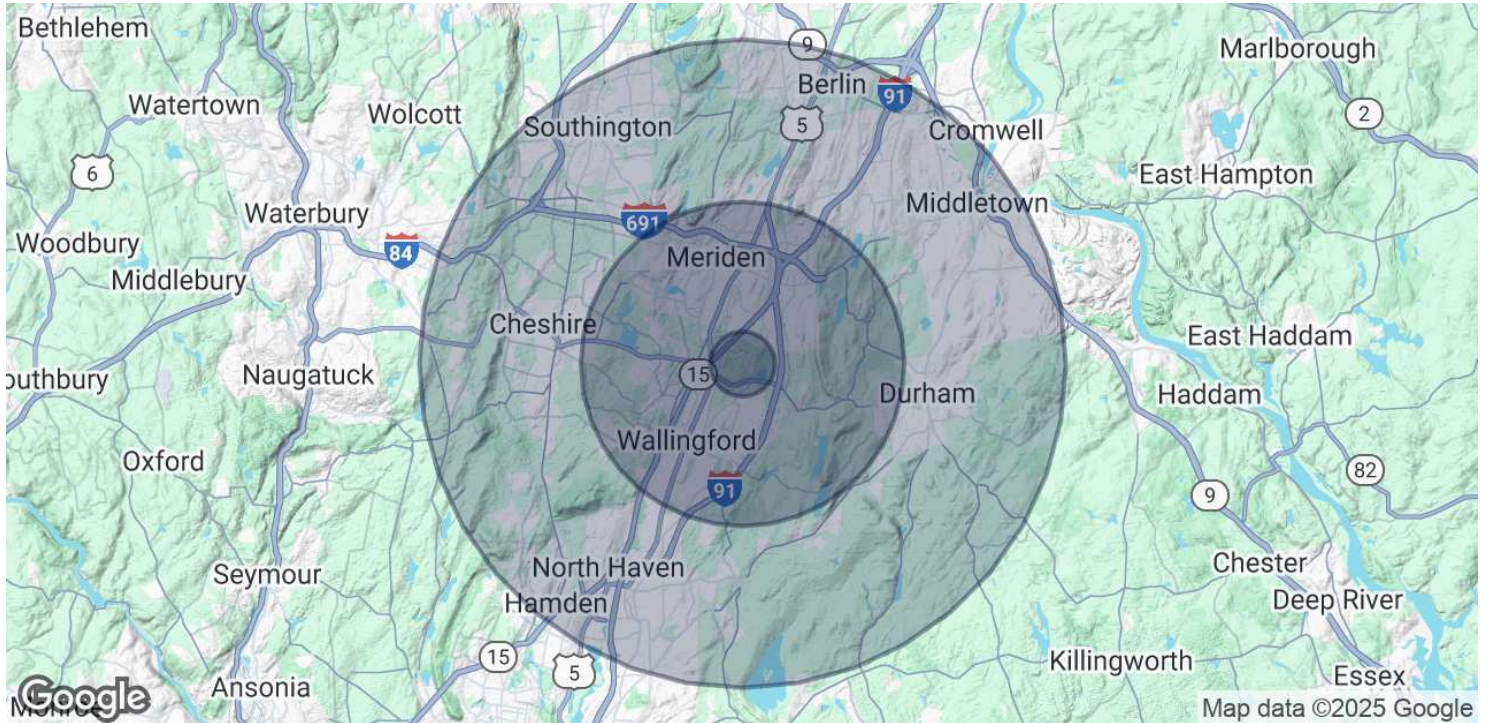 Bethlehem
9
Marlborough
Berlin
91
Watertown
Wolcott
Southington
5
Cromwell
2
6
East Hampton
Waterbury
691
Middletown
Woodbury
84
Meriden
Middlebury
Cheshire
East Haddam
outhbury
Naugatuck
15
Durham
Haddam
Wallingford
Oxford
91
82
9
North Haven
Seymour
Chester
Hamden
Deep River
15
5
Killingworth
Essex
Ansonia
Google
Monroe
Map data ©2025 Google